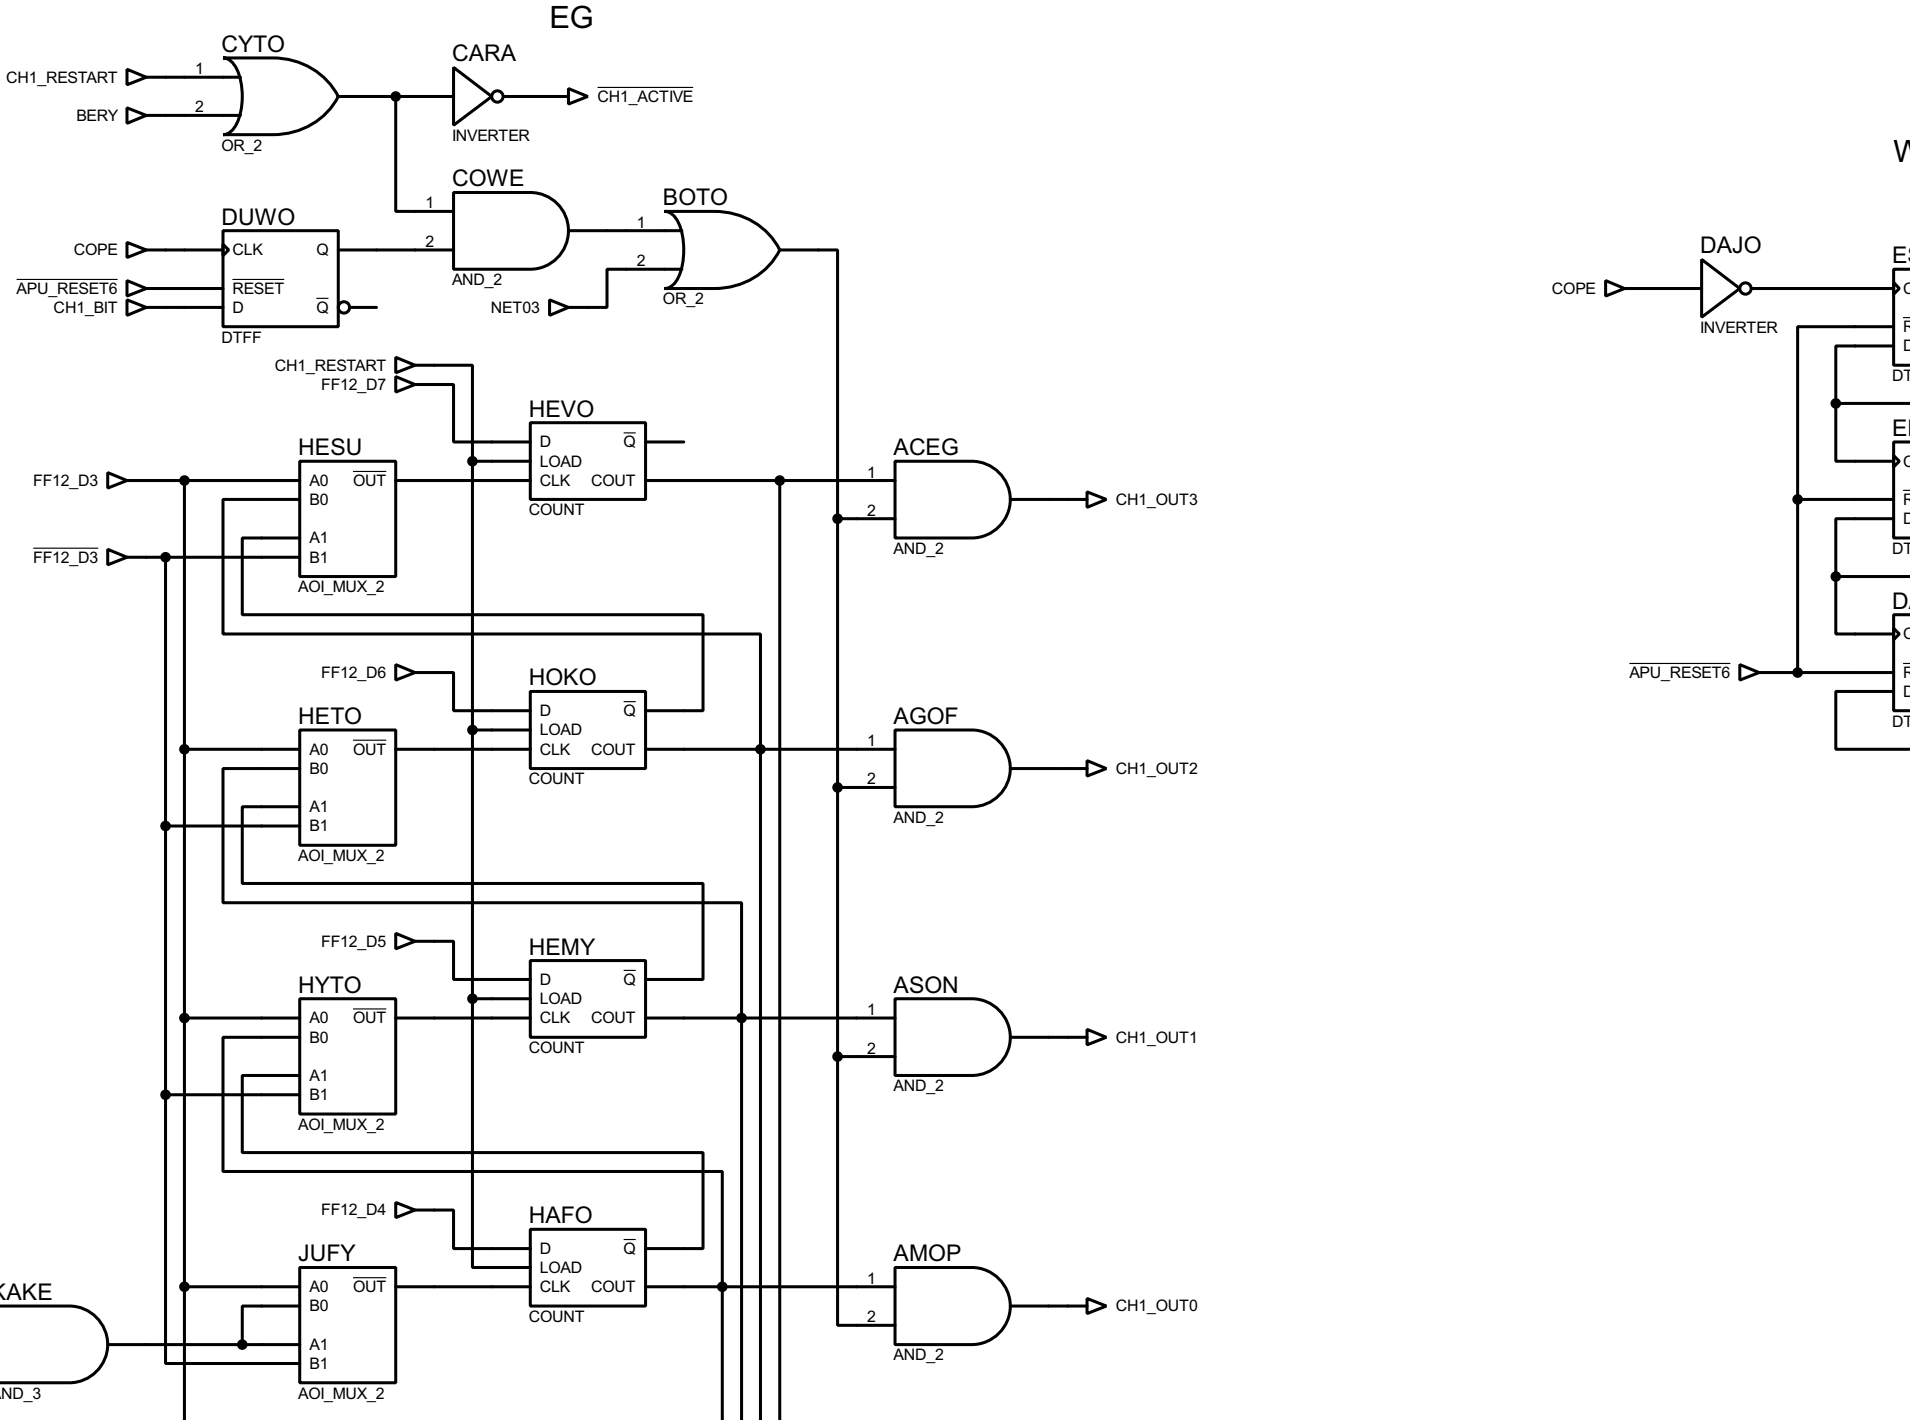 EG
CYTO
CARA
CH1_RESTART
1
CH1_ACTIVE
BERY
2
INVERTER
OR_2
COWE
1
BOTO
1
DUWO
COPE
CLK
Q
2
AND_2
2
APU_RESET6
RESET
CH1_BIT
D
Q
NET03
OR_2
DTFF
DAJO
COPE
INVERTER
CH1_RESTART
FF12_D7
HEVO
D
Q
LOAD
CLK
COUT
COUNT
HESU
FF12_D3
A0
OUT
B0
A1
FF12_D3
B1
AOI_MUX_2
ACEG
1
2
CH1_OUT3
AND_2
FF12_D6
HOKO
D
Q
LOAD
CLK
COUT
COUNT
HETO
A0
OUT
B0
A1
B1
AOI_MUX_2
AGOF
1
2
CH1_OUT2
AND_2
APU_RESET6
FF12_D5
HEMY
D
Q
LOAD
CLK
COUT
COUNT
HYTO
A0
OUT
B0
A1
B1
AOI_MUX_2
ASON
1
2
CH1_OUT1
AND_2
FF12_D4
HAFO
D
Q
LOAD
CLK
COUT
COUNT
JUFY
A0
OUT
B0
A1
B1
AOI_MUX_2
AMOP
1
2
CH1_OUT0
AND_2
KAKE
AND_3